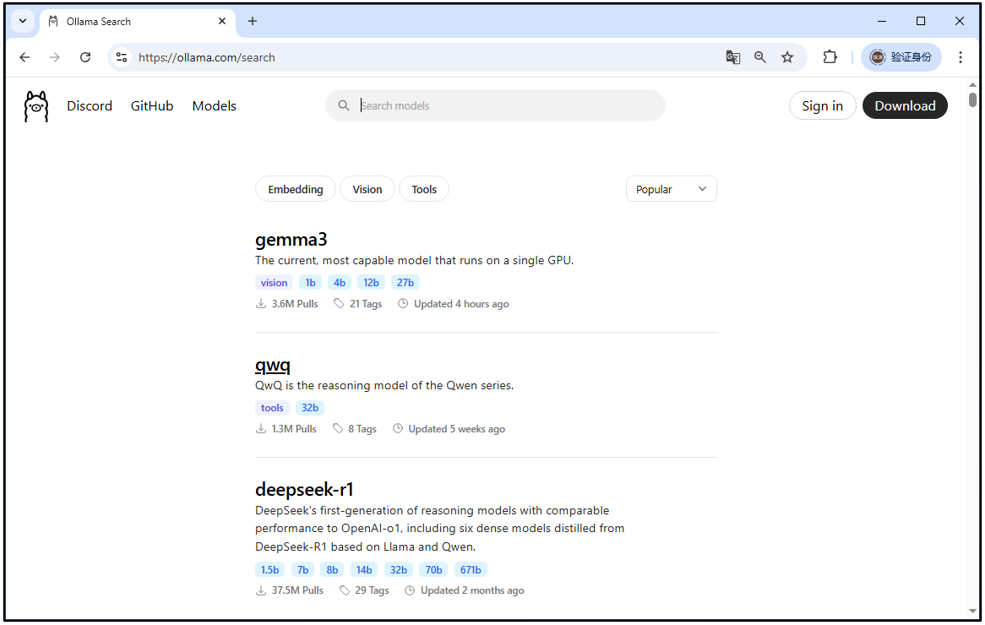 Ollama Search
https://ollama.com/search
验证身份
Discord GitHub Models
Search models
Sign in
Download
Embedding Vision Tools
Popular
gemma3
The current, most capable model that runs on a single GPU.
vision 1b 4b 12b 27b
3.6M Pulls 21 Tags Updated 4 hours ago
qwq
QwQ is the reasoning model of the Qwen series.
tools 32b
1.3M Pulls 8 Tags Updated 5 weeks ago
deepseek-r1
DeepSeek's first-generation of reasoning models with comparable
performance to OpenAI-o1, including six dense models distilled from
DeepSeek-R1 based on Llama and Qwen.
1.5b 7b 8b 14b 32b 70b 671b
37.5M Pulls 29 Tags Updated 2 months ago